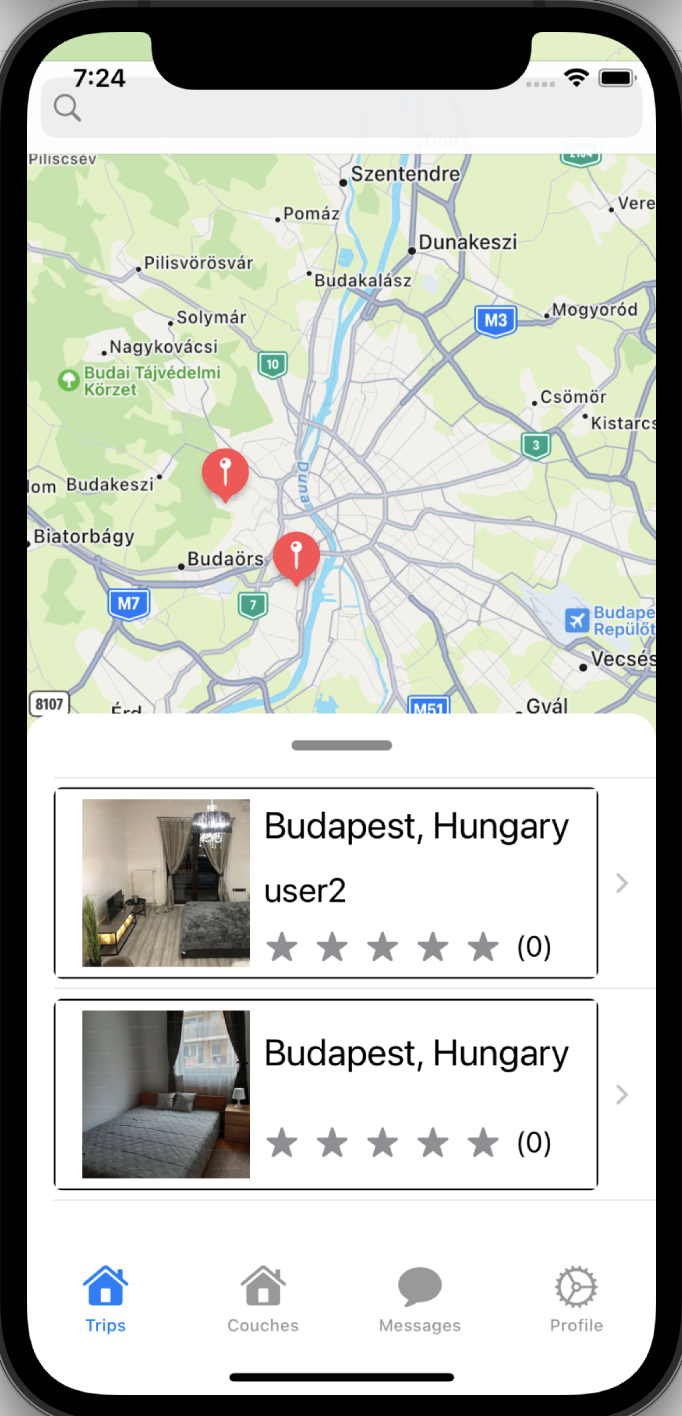 7:24
Göd
Piliscsév
Szentendre
Vere
Pomáz
Dunakeszi
Pilisvörösvár
Budakalász
Solymár
M3
Mogyoród
Nagykovácsi
10
Budai Tájvédelmi
Körzet
Csömör
Kistarcs
3
Budakeszi
Duna
Biatorbágy
Budaörs
M7
7
Budape
Repülőt
Vecsés
8107
Érd
M51
Gyál
Budapest, Hungary
user2
(0)
Budapest, Hungary
(0)
Trips
Couches
Messages
Profile